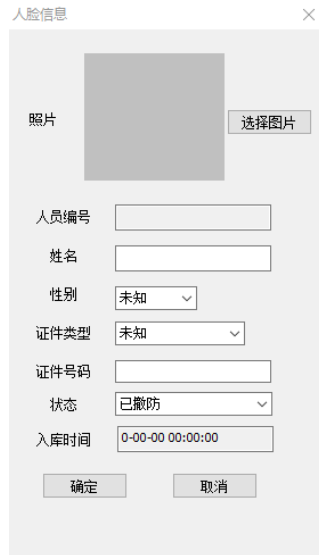 人脸信息
照片
选择图片
人员编号
姓名
性别 未知
证件类型 未知
证件号码
状态 已撤防
入库时间 0-00-00 00:00:00
确定 取消